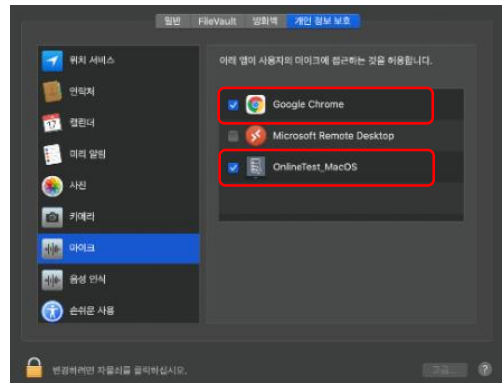 일반 FileVault 방화벽 개인 정보 보호
위치 서비스
아래 앱이 사용자의 마이크에 접근하는 것을 허용합니다.
연락처
Google Chrome
캘린더
17
Microsoft Remote Desktop
미리 알림
OnlineTest_MacOS
사진
카메라
마이크
음성 인식
손쉬운 사용
변경하려면 자물쇠를 클릭하십시오.
고급...
?